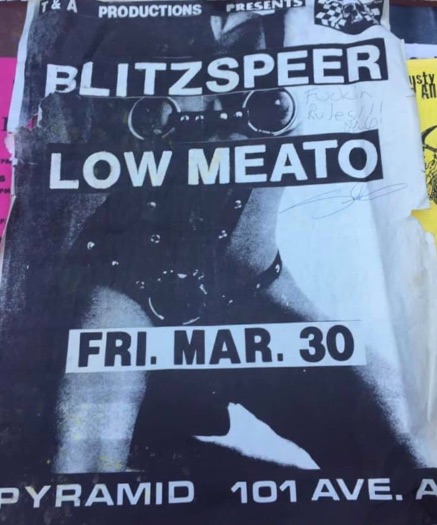 T & A PRODUCTIONS PRESENTS
BLITZSPEER
Fuckin
Rules!!!
LOW MEATO
FRI. MAR. 30
PYRAMID 101 AVE. A